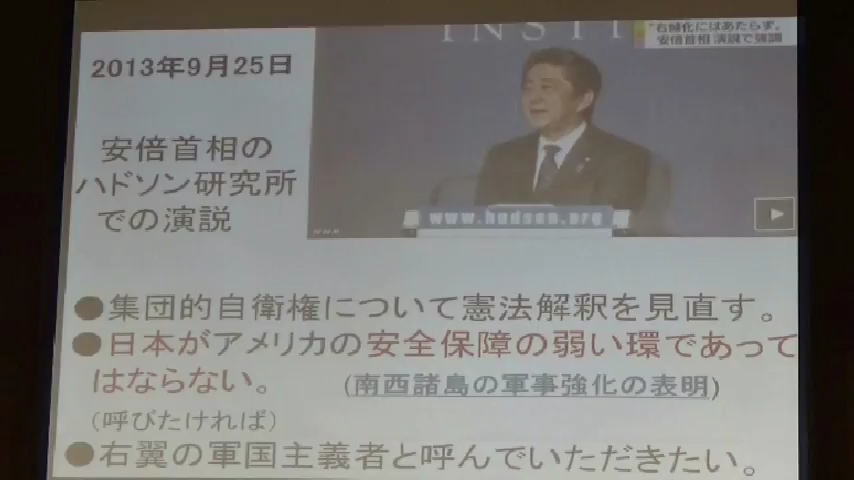 INSTI
"右傾化にはあたらず"
安倍首相 演説で強調
2013年9月25日
安倍首相の
ハドソン研究所
での演説
www.hudson.org
●集団的自衛権について憲法解釈を見直す。
●日本がアメリカの安全保障の弱い環であって
はならない。 (南西諸島の軍事強化の表明)
(呼びたければ)
●右翼の軍国主義者と呼んでいただきたい。